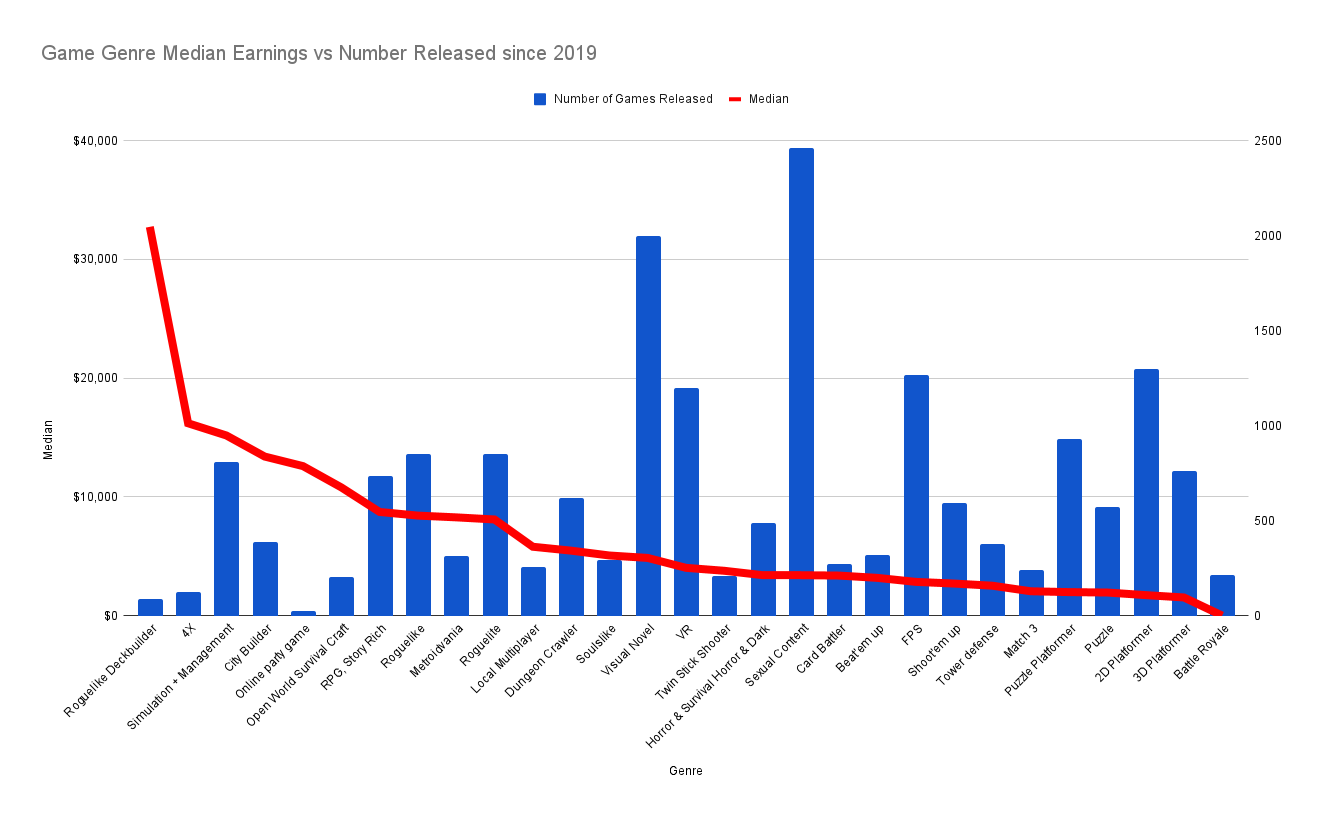 Game Genre Median Earnings vs Number Released since 2019
Number of Games Released
Median
$40,000
$30,000
$20,000
$10,000
$0
Median
2500
2000
1500
1000
500
0
Roguelike Deckbuilder
4X
Simulation + Management
City Builder
Online party game
Open World Survival Craft
RPG, Story Rich
Roguelike
Metroidvania
Roguelite
Local Multiplayer
Dungeon Crawler
Soulslike
Visual Novel
VR
Twin Stick Shooter
Horror & Survival Horror & Dark
Sexual Content
Card Battler
Beat'em up
FPS
Shoot'em up
Tower defense
Match 3
Puzzle Platformer
Puzzle
2D Platformer
3D Platformer
Battle Royale
Genre